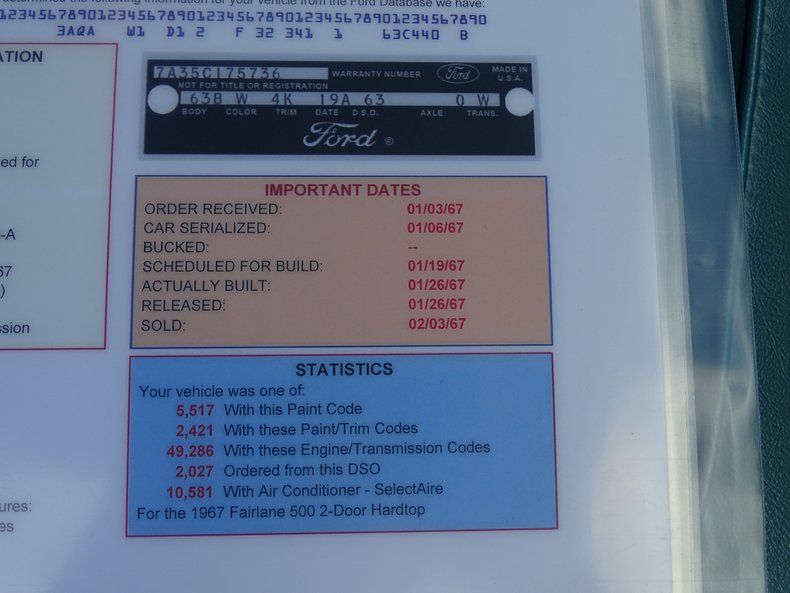 determined the following information for your vehicle from the Ford Database we have:
1234567890123456789012345678901234567890123456789012345678901234567890
3AQA W1 D1 2 F 32 341 1 63C440 B
ATION
ed for
-A
67
)
ssion
ures:
es
7A35C175736 WARRANTY NUMBER Ford MADE IN U.S.A.
NOT FOR TITLE OR REGISTRATION
63B W 4K 19A 63 0 W
BODY COLOR TRIM DATE D.S.O. AXLE TRANS.
Ford ®
IMPORTANT DATES
ORDER RECEIVED: 01/03/67
CAR SERIALIZED: 01/06/67
BUCKED: --
SCHEDULED FOR BUILD: 01/19/67
ACTUALLY BUILT: 01/26/67
RELEASED: 01/26/67
SOLD: 02/03/67
STATISTICS
Your vehicle was one of:
5,517 With this Paint Code
2,421 With these Paint/Trim Codes
49,286 With these Engine/Transmission Codes
2,027 Ordered from this DSO
10,581 With Air Conditioner - SelectAire
For the 1967 Fairlane 500 2-Door Hardtop